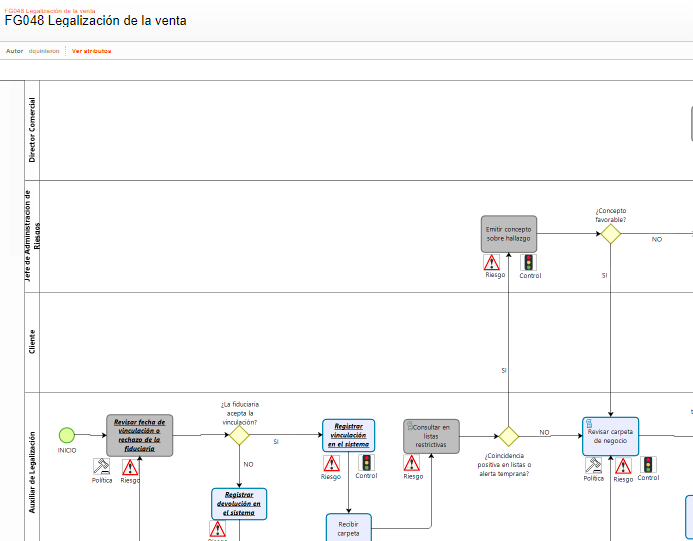 FG048 Legalización de la venta
FG048 Legalización de la venta
Autor dquinteron Ver atributos
Director Comercial
Jefe de Administración de
Riesgos
Emitir concepto
sobre hallazgo
Riesgo
Control
¿Concepto
favorable?
NO
SI
Cliente
SI
Auxiliar de Legalización
INICIO
Revisar fecha de
vinculación o
rechazo de la
fiduciaria
Política
Riesgo
¿La fiduciaria
acepta la
vinculación?
SI
NO
Registrar
devolución en
el sistema
Riesgo
Registrar
vinculación
en el sistema
Riesgo
Control
Recibir
carpeta
Consultar en
listas
restrictivas
Riesgo
¿Coincidencia
positiva en listas o
alerta temprana?
NO
Revisar carpeta
de negocio
Política
Riesgo
Control